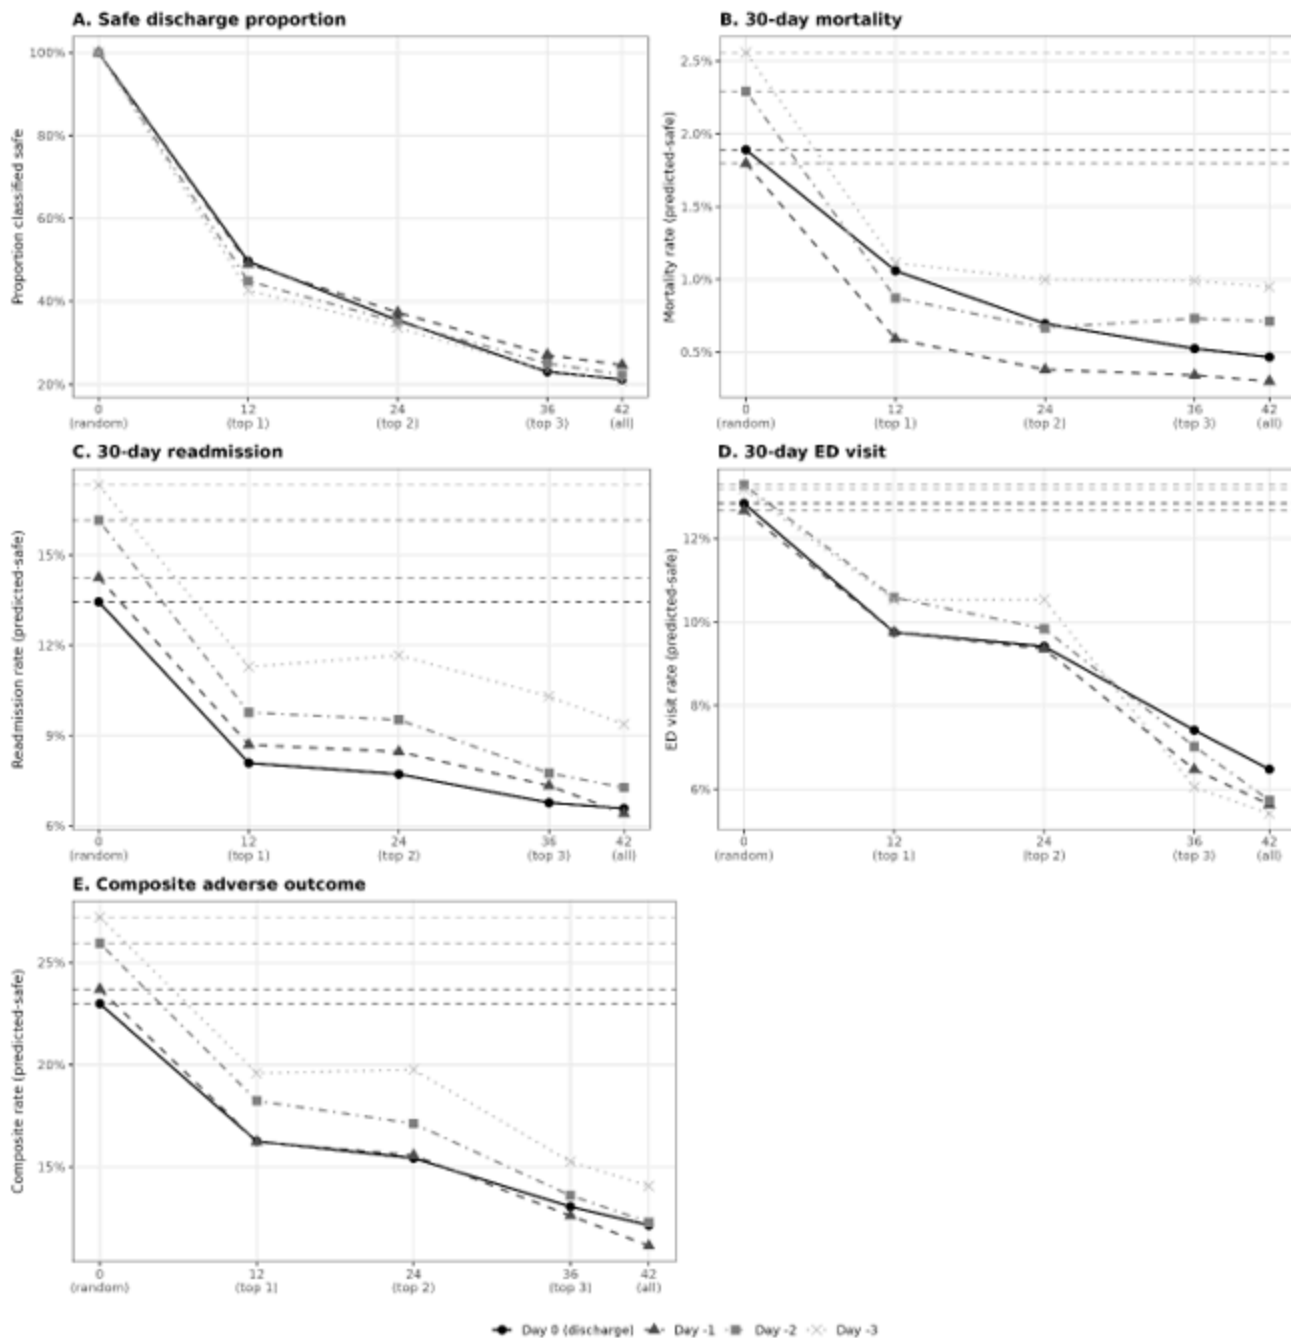 A. Safe discharge proportion
Proportion classified safe
100%
80%
60%
40%
20%
0 12 24 36 42
(random) (top 1) (top 2) (top 3) (all)
B. 30-day mortality
Mortality rate (predicted-safe)
2.5%
2.0%
1.5%
1.0%
0.5%
0 12 24 36 42
(random) (top 1) (top 2) (top 3) (all)
C. 30-day readmission
Readmission rate (predicted-safe)
15%
12%
9%
6%
0 12 24 36 42
(random) (top 1) (top 2) (top 3) (all)
D. 30-day ED visit
ED visit rate (predicted-safe)
12%
10%
8%
6%
0 12 24 36 42
(random) (top 1) (top 2) (top 3) (all)
E. Composite adverse outcome
Composite rate (predicted-safe)
25%
20%
15%
0 12 24 36 42
(random) (top 1) (top 2) (top 3) (all)
Day 0 (discharge) Day -1 Day -2 Day -3